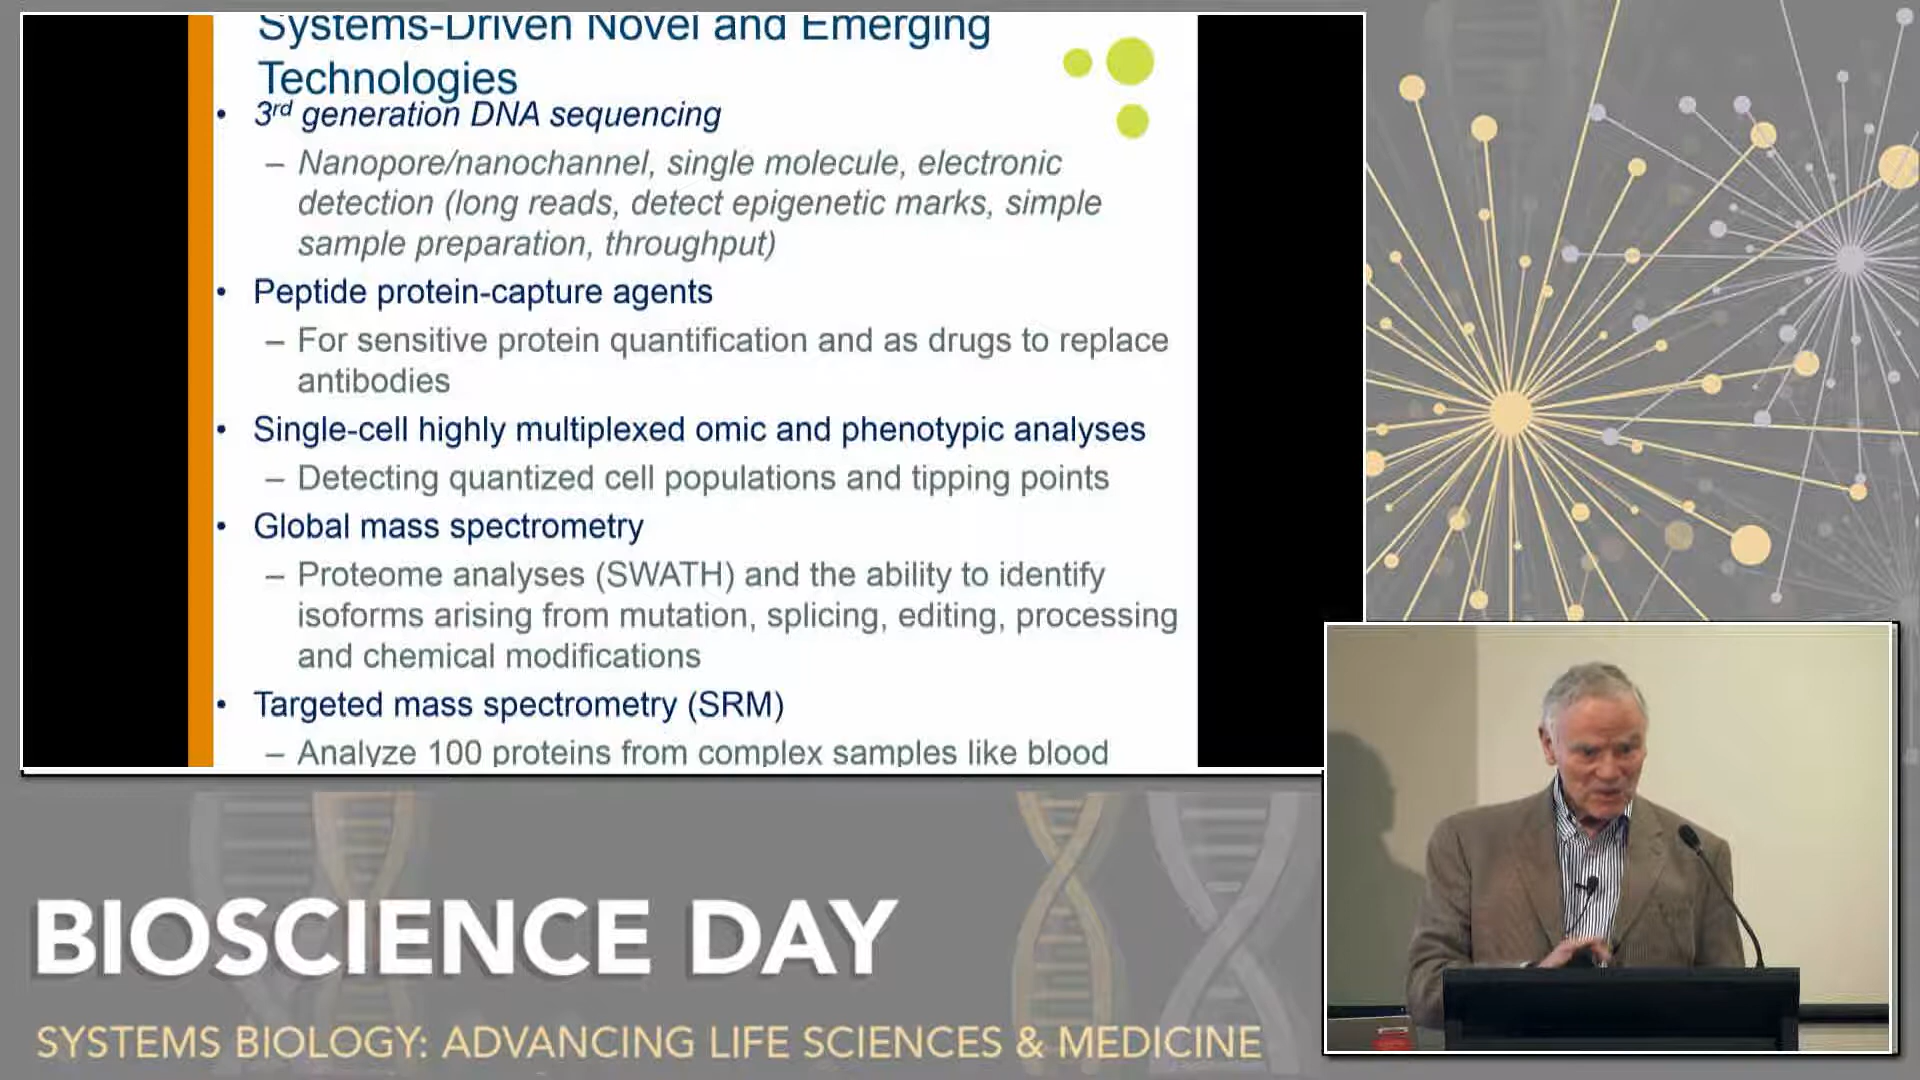 Systems-Driven Novel and Emerging
Technologies
• 3rd generation DNA sequencing
– Nanopore/nanochannel, single molecule, electronic
detection (long reads, detect epigenetic marks, simple
sample preparation, throughput)
• Peptide protein-capture agents
– For sensitive protein quantification and as drugs to replace
antibodies
• Single-cell highly multiplexed omic and phenotypic analyses
– Detecting quantized cell populations and tipping points
• Global mass spectrometry
– Proteome analyses (SWATH) and the ability to identify
isoforms arising from mutation, splicing, editing, processing
and chemical modifications
• Targeted mass spectrometry (SRM)
– Analyze 100 proteins from complex samples like blood
BIOSCIENCE DAY
SYSTEMS BIOLOGY: ADVANCING LIFE SCIENCES & MEDICINE